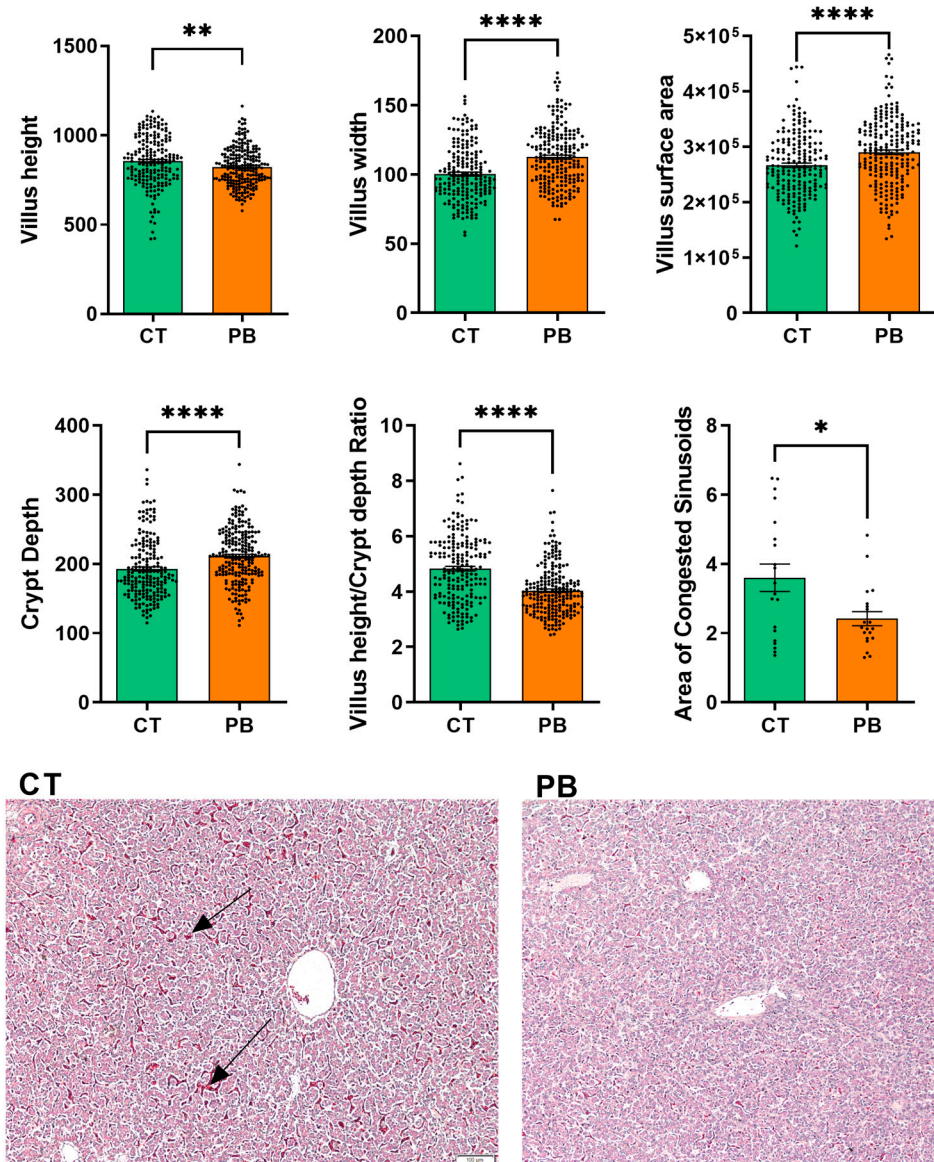 **
Villus height
1500
1000
500
0
CT PB
****
Villus width
200
150
100
50
0
CT PB
****
Villus surface area
5×10⁵
4×10⁵
3×10⁵
2×10⁵
1×10⁵
0
CT PB
****
Crypt Depth
400
300
200
100
0
CT PB
****
Villus height/Crypt depth Ratio
10
8
6
4
2
0
CT PB
*
Area of Congested Sinusoids
8
6
4
2
0
CT PB
CT
PB
100 µm